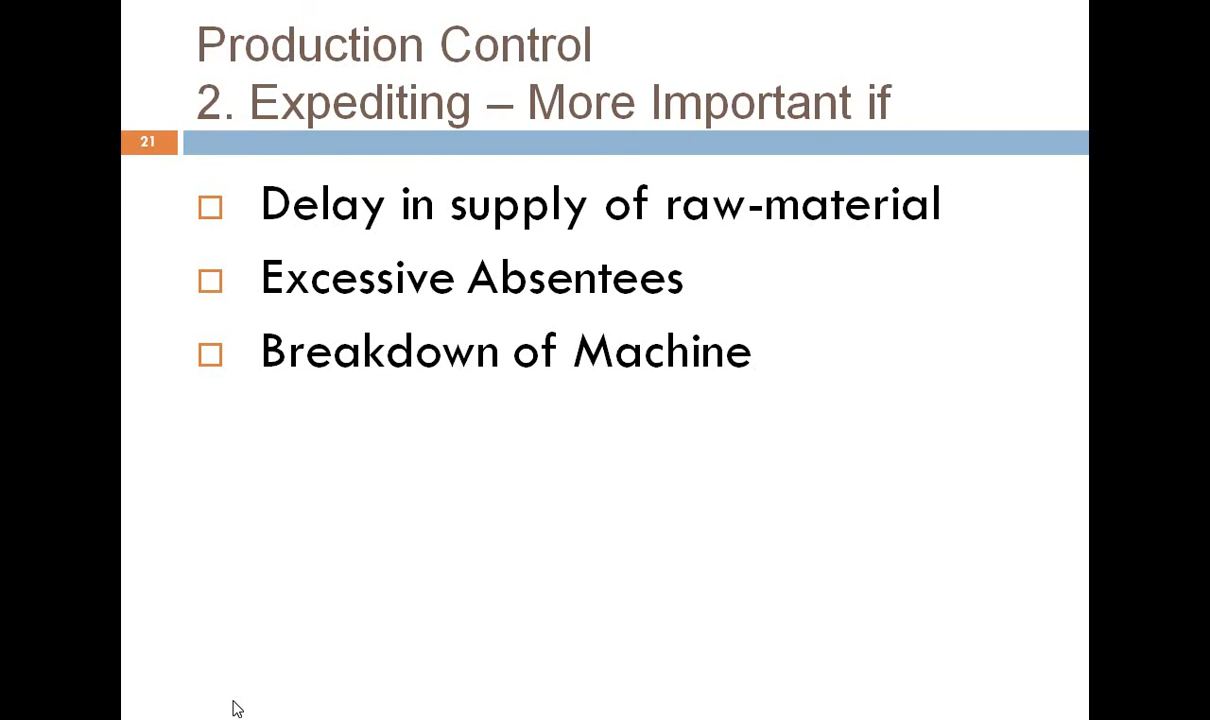 Production Control
2. Expediting – More Important if
21
Delay in supply of raw-material
Excessive Absentees
Breakdown of Machine